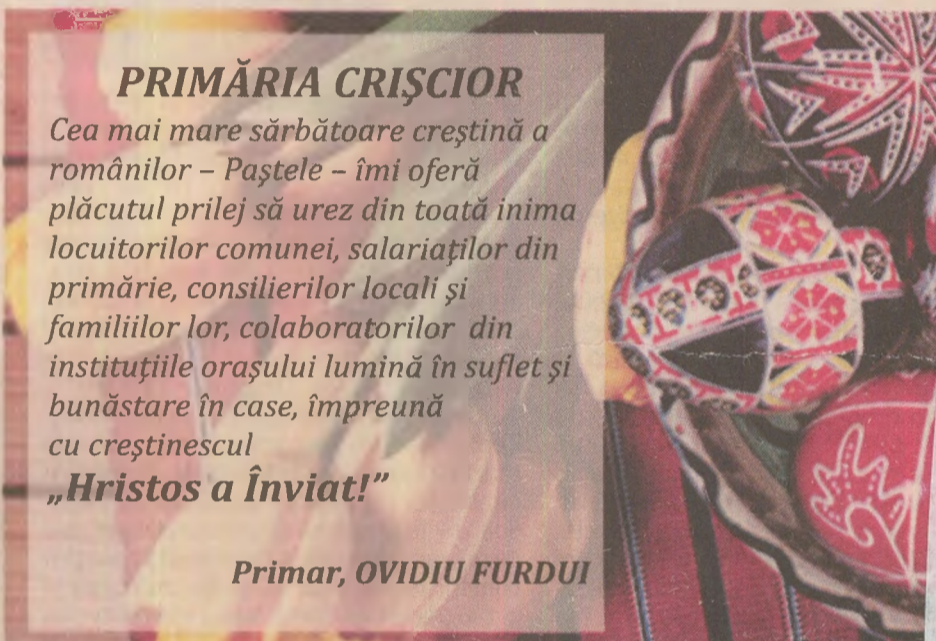 PRIMĂRIA CRIŞCIOR
Cea mai mare sărbătoare creştină a
românilor – Paştele – îmi oferă
plăcutul prilej să urez din toată inima
locuitorilor comunei, salariaţilor din
primărie, consilierilor locali şi
familiilor lor, colaboratorilor din
instituţiile oraşului lumină în suflet şi
bunăstare în case, împreună
cu creştinescul
„Hristos a Înviat!”
Primar, OVIDIU FURDUI